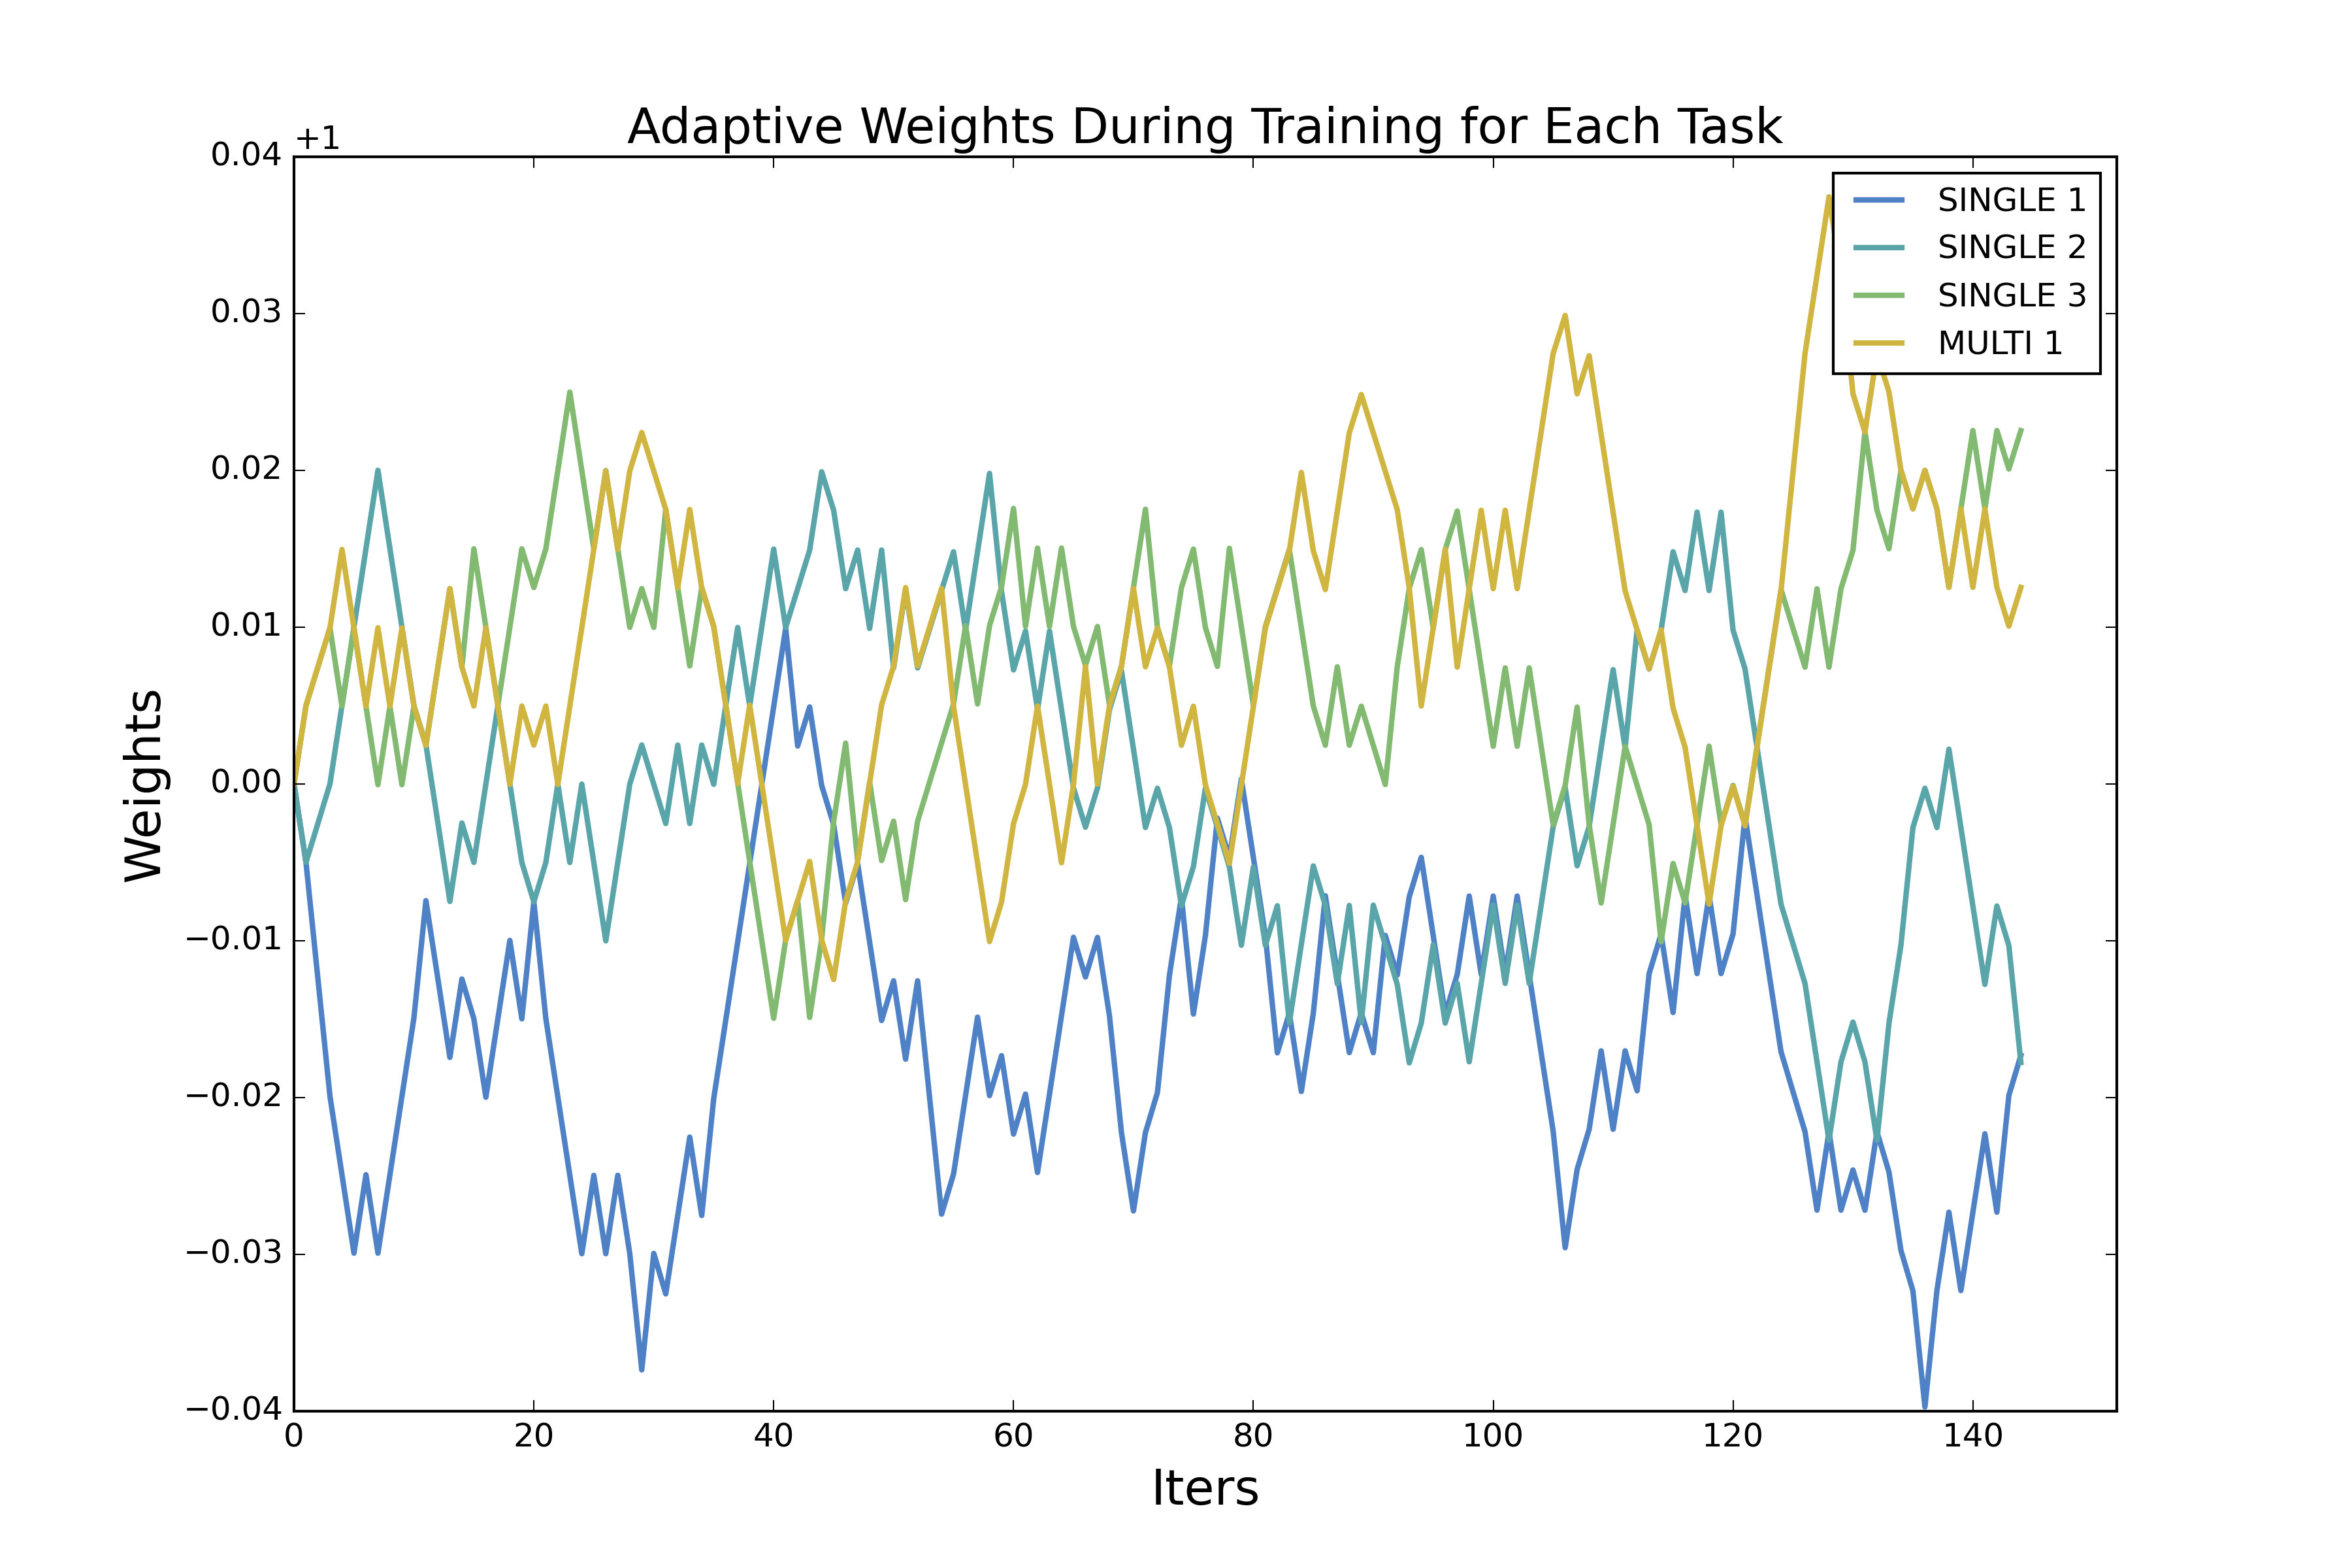 Adaptive Weights During Training for Each Task
+1
0.04
0.03
0.02
0.01
0.00
−0.01
−0.02
−0.03
−0.04
Weights
SINGLE 1
SINGLE 2
SINGLE 3
MULTI 1
0 20 40 60 80 100 120 140
Iters